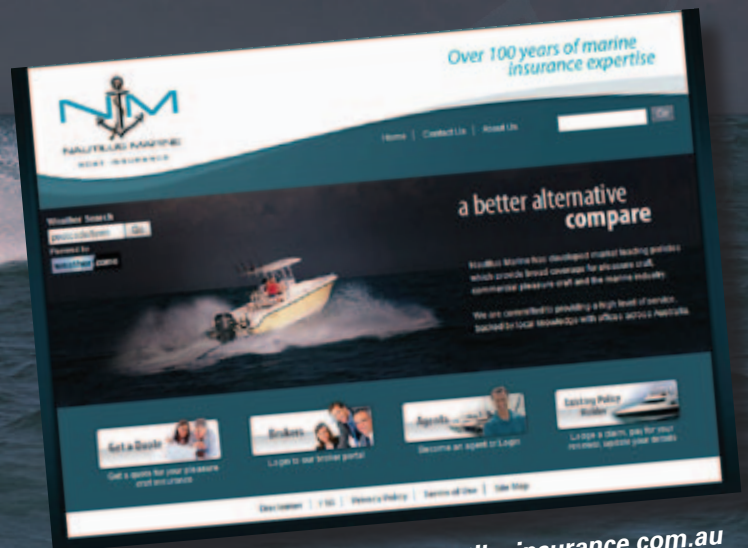 Over 100 years of marine
insurance expertise
NM
NAUTILUS MARINE
BOAT INSURANCE
Home | Contact Us | About Us
Go
Weather Search
Go
Powered by
a better alternative
compare
Nautilus Marine has developed market leading policies
which provide broad coverage for pleasure craft,
commercial pleasure craft and the marine industry.
We are committed to providing a high level of service,
backed by local knowledge with offices across Australia.
Get a Quote
Get a quote for your pleasure
craft insurance
Brokers
Login to our broker portal
Agents
Become an agent or Login
Existing Policy
Holder
Lodge a claim, pay for your
renewal, update your details
Disclaimer | FSG | Privacy Policy | Terms of Use | Site Map
insurance.com.au